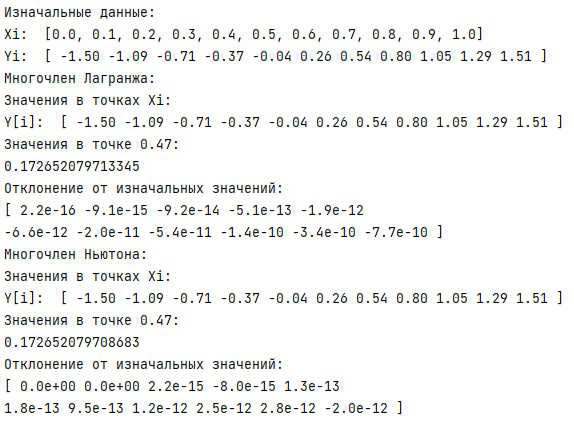 Изначальные данные:
Xi:  [0.0, 0.1, 0.2, 0.3, 0.4, 0.5, 0.6, 0.7, 0.8, 0.9, 1.0]
Yi:  [ -1.50 -1.09 -0.71 -0.37 -0.04 0.26 0.54 0.80 1.05 1.29 1.51 ]
Многочлен Лагранжа:
Значения в точках Xi:
Y[i]:  [ -1.50 -1.09 -0.71 -0.37 -0.04 0.26 0.54 0.80 1.05 1.29 1.51 ]
Значения в точке 0.47:
0.172652079713345
Отклонение от изначальных значений:
[ 2.2e-16 -9.1e-15 -9.2e-14 -5.1e-13 -1.9e-12
-6.6e-12 -2.0e-11 -5.4e-11 -1.4e-10 -3.4e-10 -7.7e-10 ]
Многочлен Ньютона:
Значения в точках Xi:
Y[i]:  [ -1.50 -1.09 -0.71 -0.37 -0.04 0.26 0.54 0.80 1.05 1.29 1.51 ]
Значения в точке 0.47:
0.172652079708683
Отклонение от изначальных значений:
[ 0.0e+00 0.0e+00 2.2e-15 -8.0e-15 1.3e-13
1.8e-13 9.5e-13 1.2e-12 2.5e-12 2.8e-12 -2.0e-12 ]